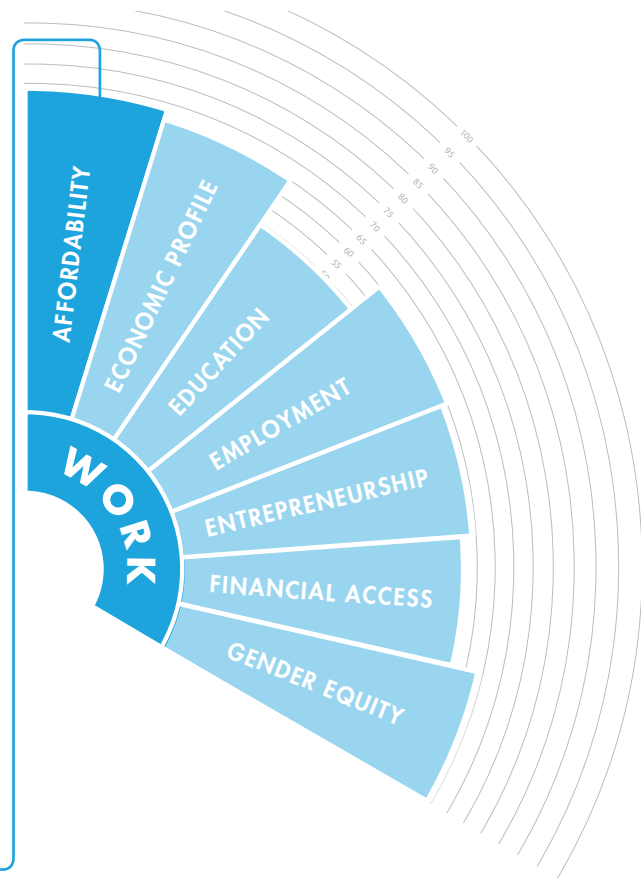 100
95
90
85
80
75
70
65
60
55
50
AFFORDABILITY
ECONOMIC PROFILE
EDUCATION
EMPLOYMENT
ENTREPRENEURSHIP
FINANCIAL ACCESS
GENDER EQUITY
WORK